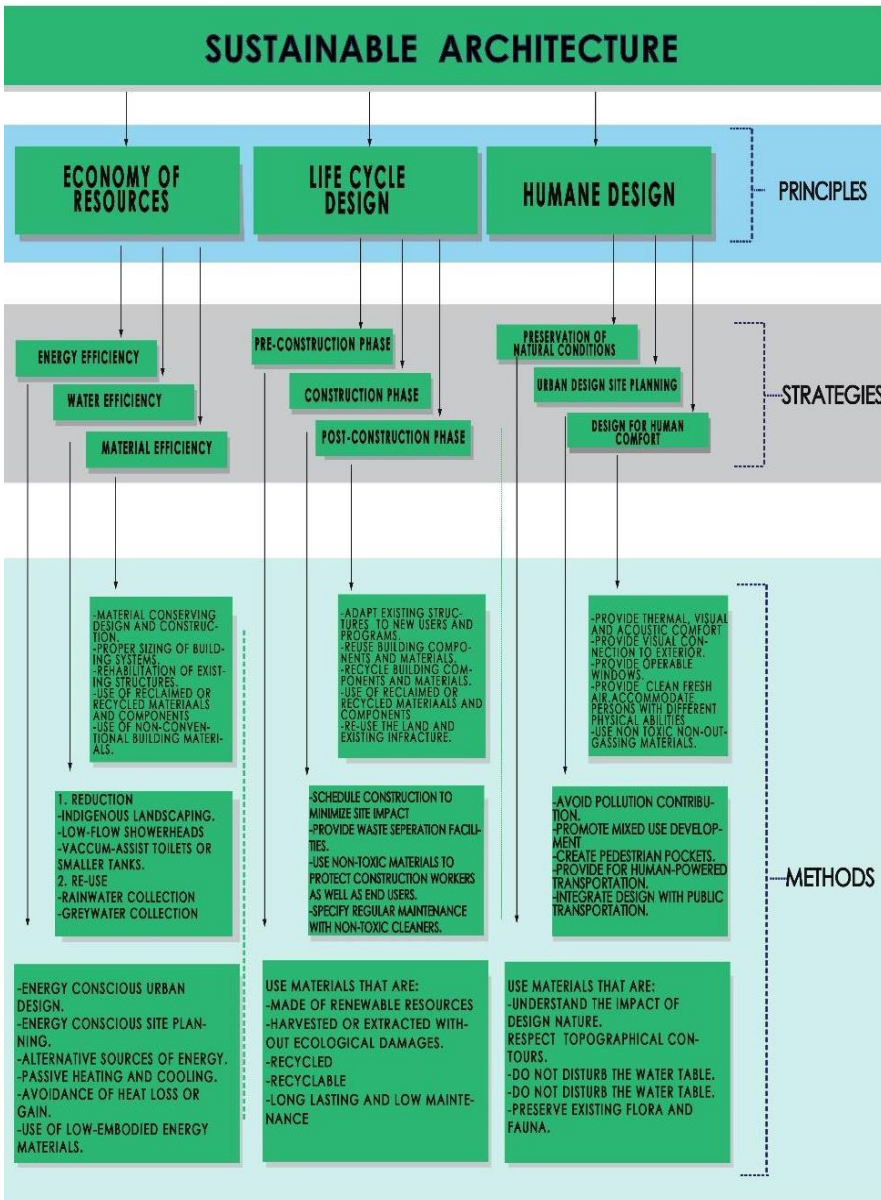 SUSTAINABLE ARCHITECTURE
ECONOMY OF
RESOURCES
LIFE CYCLE
DESIGN
HUMANE DESIGN
PRINCIPLES
ENERGY EFFICIENCY
WATER EFFICIENCY
MATERIAL EFFICIENCY
PRE-CONSTRUCTION PHASE
CONSTRUCTION PHASE
POST-CONSTRUCTION PHASE
PRESERVATION OF
NATURAL CONDITIONS
URBAN DESIGN SITE PLANNING
DESIGN FOR HUMAN
COMFORT
STRATEGIES
-MATERIAL CONSERVING
DESIGN AND CONSTRUC-
TION.
-PROPER SIZING OF BUILD-
ING SYSTEMS.
-REHABILITATION OF EXIST-
ING STRUCTURES.
-USE OF RECLAIMED OR
RECYCLED MATERIAALS
AND COMPONENTS
-USE OF NON-CONVEN-
TIONAL BUILDING MATERI-
ALS.
-ADAPT EXISTING STRUC-
TURES TO NEW USERS AND
PROGRAMS.
-REUSE BUILDING COMPO-
NENTS AND MATERIALS.
-RECYCLE BUILDING COM-
PONENTS AND MATERIALS.
-USE OF RECLAIMED OR
RECYCLED MATERIAALS AND
COMPONENTS
-RE-USE THE LAND AND
EXISTING INFRACTURE.
-PROVIDE THERMAL, VISUAL
AND ACOUSTIC COMFORT
-PROVIDE VISUAL CON-
NECTION TO EXTERIOR.
-PROVIDE OPERABLE
WINDOWS.
-PROVIDE CLEAN FRESH
AIR.ACCOMMODATE
PERSONS WITH DIFFERENT
PHYSICAL ABILITIES
-USE NON TOXIC NON-OUT-
GASSING MATERIALS.
1. REDUCTION
-INDIGENOUS LANDSCAPING.
-LOW-FLOW SHOWERHEADS
-VACCUM-ASSIST TOILETS OR
SMALLER TANKS.
2. RE-USE
-RAINWATER COLLECTION
-GREYWATER COLLECTION
-SCHEDULE CONSTRUCTION TO
MINIMIZE SITE IMPACT
-PROVIDE WASTE SEPERATION FACILI-
TIES.
-USE NON-TOXIC MATERIALS TO
PROTECT CONSTRUCTION WORKERS
AS WELL AS END USERS.
-SPECIFY REGULAR MAINTENANCE
WITH NON-TOXIC CLEANERS.
-AVOID POLLUTION CONTRIBU-
TION.
-PROMOTE MIXED USE DEVELOP-
MENT
-CREATE PEDESTRIAN POCKETS.
-PROVIDE FOR HUMAN-POWERED
TRANSPORTATION.
-INTEGRATE DESIGN WITH PUBLIC
TRANSPORTATION.
METHODS
-ENERGY CONSCIOUS URBAN
DESIGN.
-ENERGY CONSCIOUS SITE PLAN-
NING.
-ALTERNATIVE SOURCES OF ENERGY.
-PASSIVE HEATING AND COOLING.
-AVOIDANCE OF HEAT LOSS OR
GAIN.
-USE OF LOW-EMBODIED ENERGY
MATERIALS.
USE MATERIALS THAT ARE:
-MADE OF RENEWABLE RESOURCES
-HARVESTED OR EXTRACTED WITH-
OUT ECOLOGICAL DAMAGES.
-RECYCLED
-RECYCLABLE
-LONG LASTING AND LOW MAINTE-
NANCE
USE MATERIALS THAT ARE:
-UNDERSTAND THE IMPACT OF
DESIGN NATURE.
RESPECT TOPOGRAPHICAL CON-
TOURS.
-DO NOT DISTURB THE WATER TABLE.
-DO NOT DISTURB THE WATER TABLE.
-PRESERVE EXISTING FLORA AND
FAUNA.